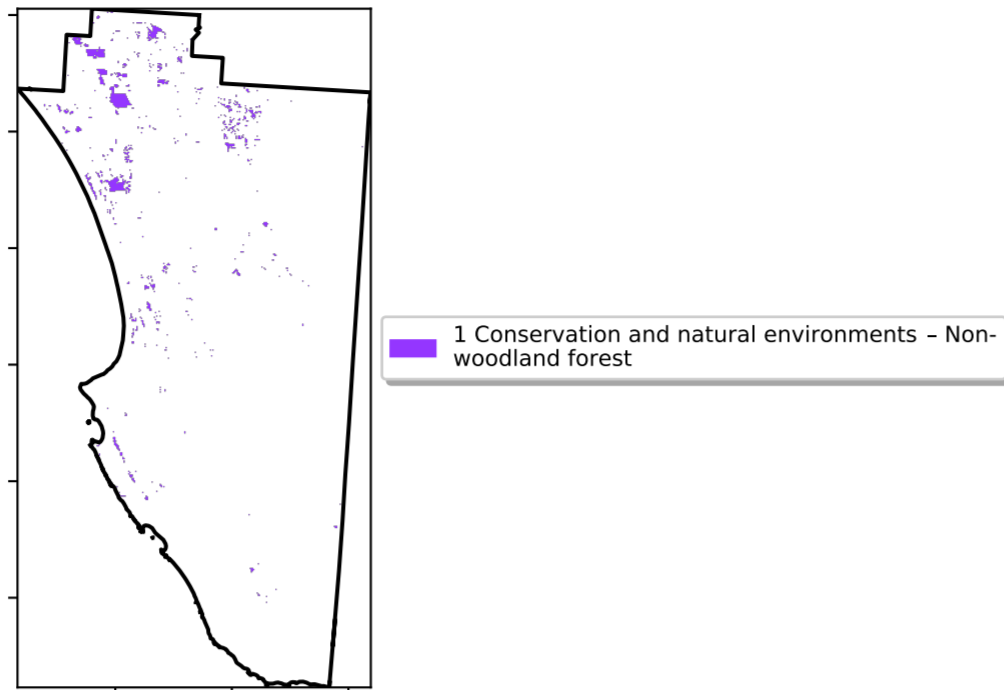 1 Conservation and natural environments – Non-
woodland forest